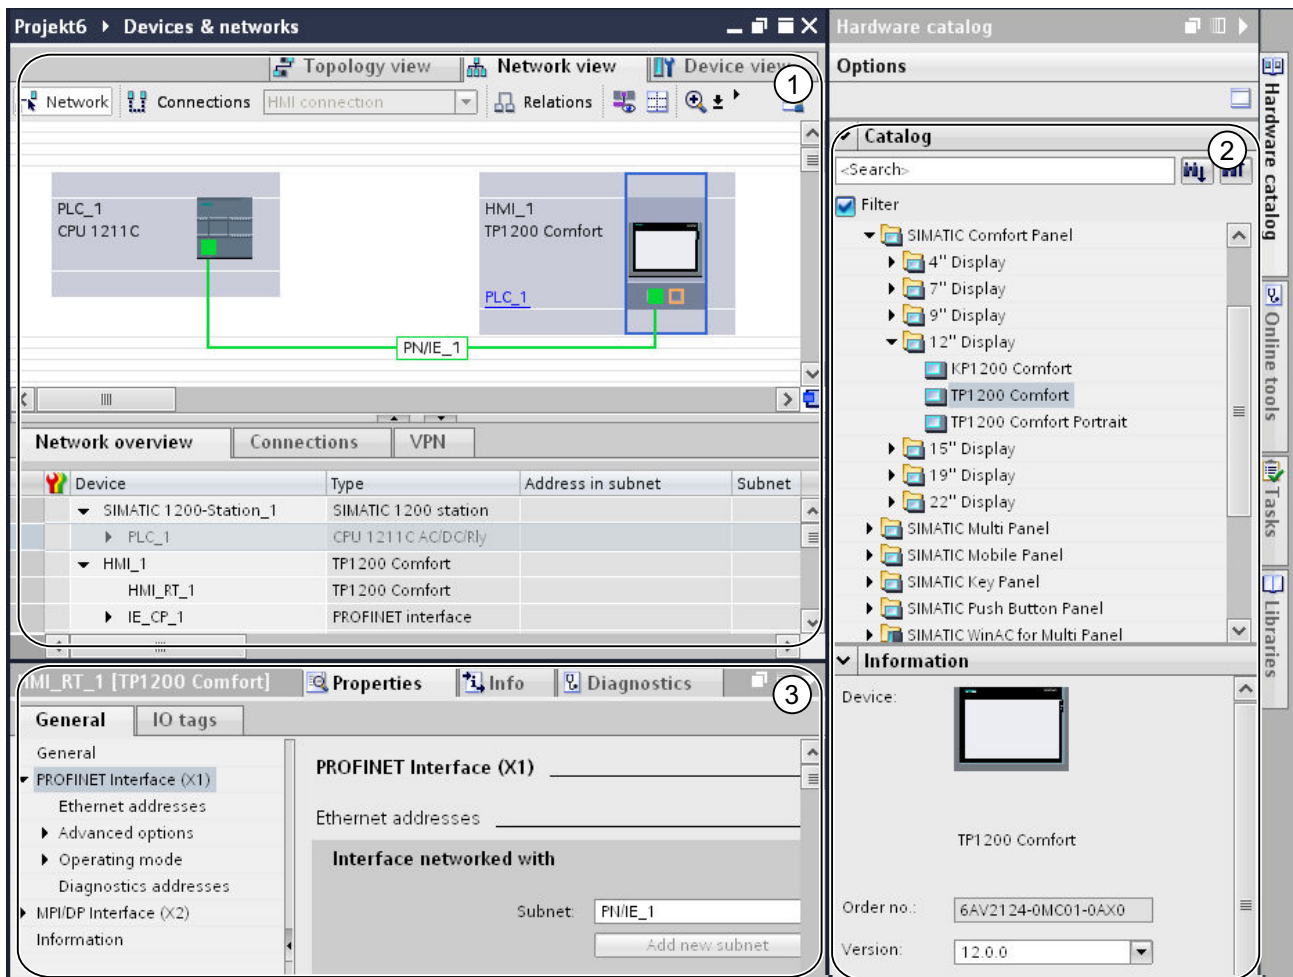 Projekt6 Devices & networks
Topology view Network view Device view
1
Network Connections HMI connection Relations
PLC_1
CPU 1211C
HMI_1
TP1200 Comfort
PLC_1
PN/IE_1
Network overview Connections VPN
Device Type Address in subnet Subnet
SIMATIC 1200-Station_1 SIMATIC 1200 station
PLC_1 CPU 1211C AC/DC/Rly
HMI_1 TP1200 Comfort
HMI_RT_1 TP1200 Comfort
IE_CP_1 PROFINET interface
HMI_RT_1 [TP1200 Comfort] Properties Info Diagnostics
3
General IO tags
General
PROFINET Interface (X1)
Ethernet addresses
Advanced options
Operating mode
Diagnostics addresses
MPI/DP Interface (X2)
Information
PROFINET Interface (X1)
Ethernet addresses
Interface networked with
Subnet: PN/IE_1
Add new subnet
Hardware catalog
Options
Catalog
2
<Search>
Filter
SIMATIC Comfort Panel
4" Display
7" Display
9" Display
12" Display
KP1200 Comfort
TP1200 Comfort
TP1200 Comfort Portrait
15" Display
19" Display
22" Display
SIMATIC Multi Panel
SIMATIC Mobile Panel
SIMATIC Key Panel
SIMATIC Push Button Panel
SIMATIC WinAC for Multi Panel
Information
Device:
TP1200 Comfort
Order no.: 6AV2124-0MC01-0AX0
Version: 12.0.0
Hardware catalog
Online tools
Tasks
Libraries